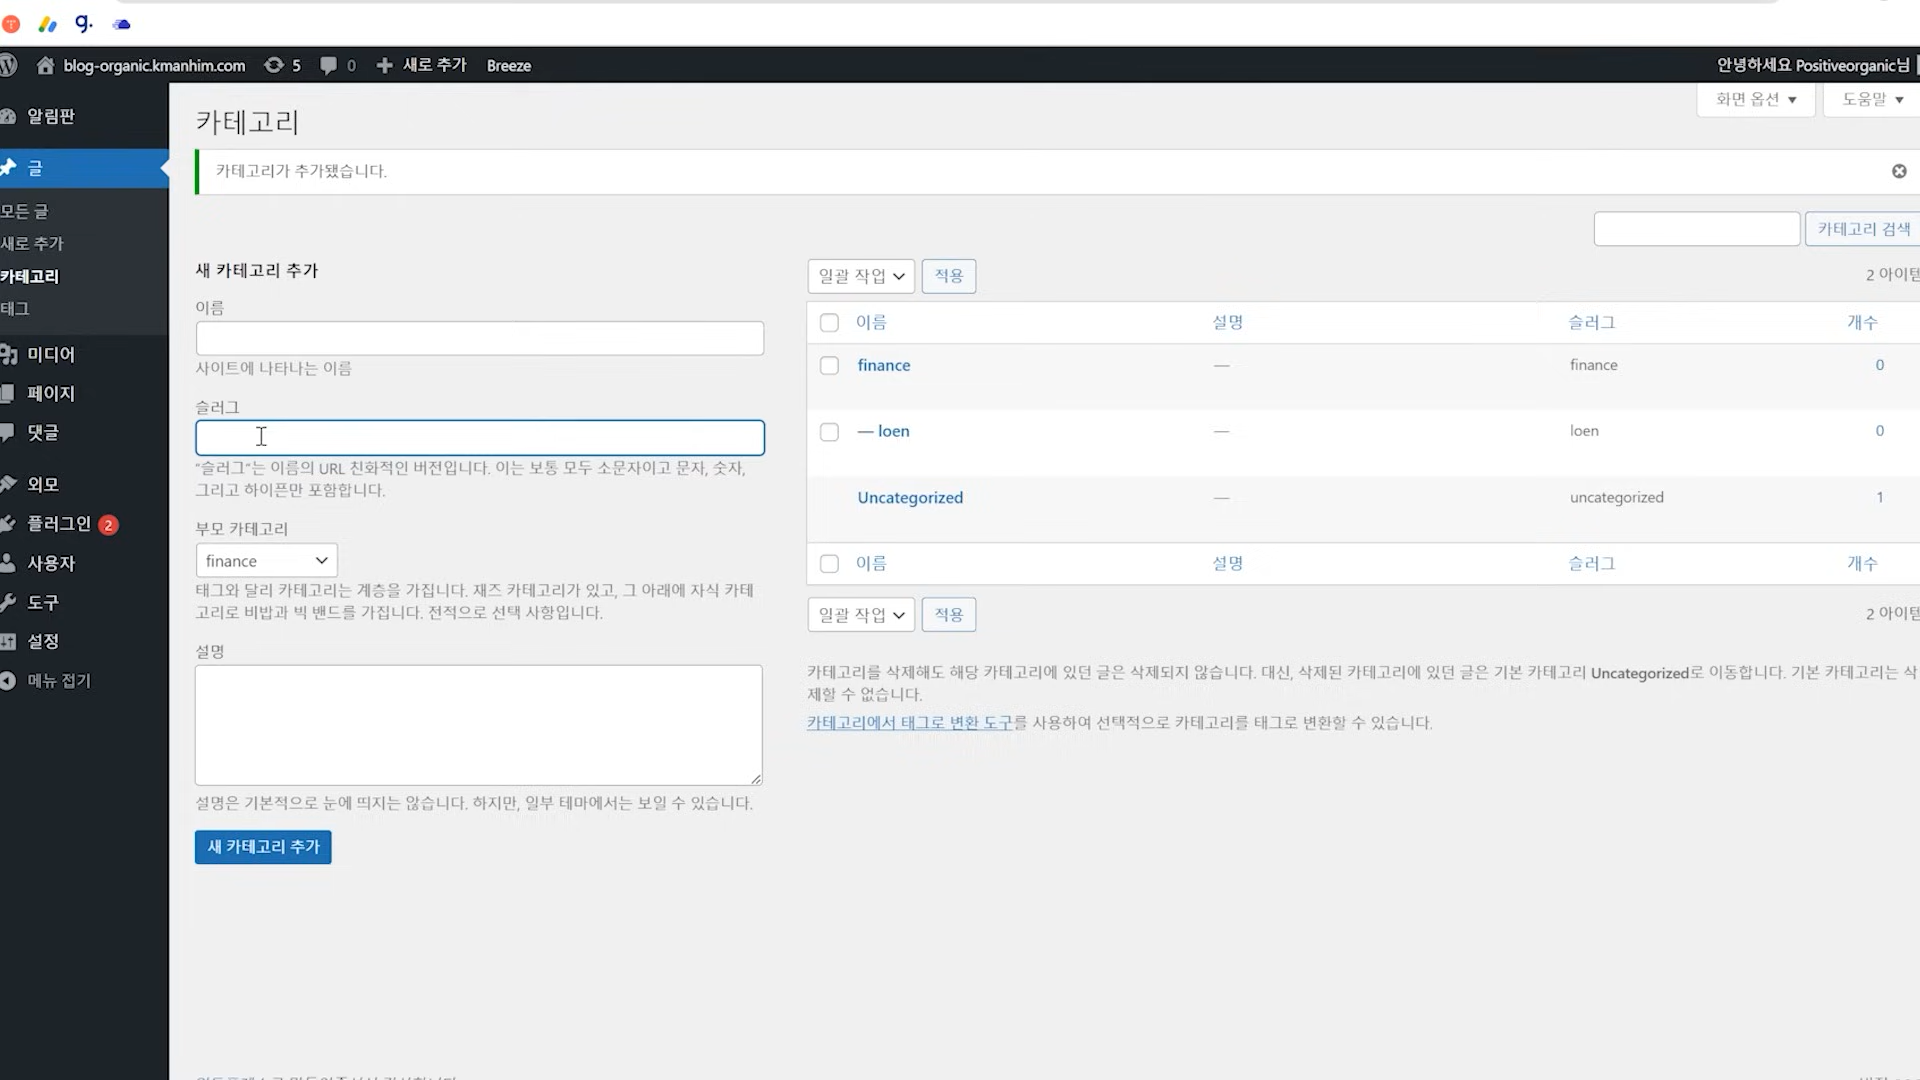 g.
blog-organic.kmanhim.com 5 0 새로 추가 Breeze 안녕하세요 Positiveorganic님
알림판
글
모든 글
새로 추가
카테고리
태그
미디어
페이지
댓글
외모
플러그인 2
사용자
도구
설정
메뉴 접기
화면 옵션 ▼ 도움말 ▼
카테고리
카테고리가 추가됐습니다.
카테고리 검색
새 카테고리 추가
이름
사이트에 나타나는 이름
슬러그
“슬러그”는 이름의 URL 친화적인 버전입니다. 이는 보통 모두 소문자이고 문자, 숫자,
그리고 하이픈만 포함합니다.
부모 카테고리
finance
태그와 달리 카테고리는 계층을 가집니다. 재즈 카테고리가 있고, 그 아래에 자식 카테
고리로 비밥과 빅 밴드를 가집니다. 전적으로 선택 사항입니다.
설명
설명은 기본적으로 눈에 띄지는 않습니다. 하지만, 일부 테마에서는 보일 수 있습니다.
새 카테고리 추가
일괄 작업 적용 2 아이템
이름 설명 슬러그 개수
finance — finance 0
— loen — loen 0
Uncategorized — uncategorized 1
이름 설명 슬러그 개수
일괄 작업 적용 2 아이템
카테고리를 삭제해도 해당 카테고리에 있던 글은 삭제되지 않습니다. 대신, 삭제된 카테고리에 있던 글은 기본 카테고리 Uncategorized로 이동합니다. 기본 카테고리는 삭
제할 수 없습니다.
카테고리에서 태그로 변환 도구를 사용하여 선택적으로 카테고리를 태그로 변환할 수 있습니다.